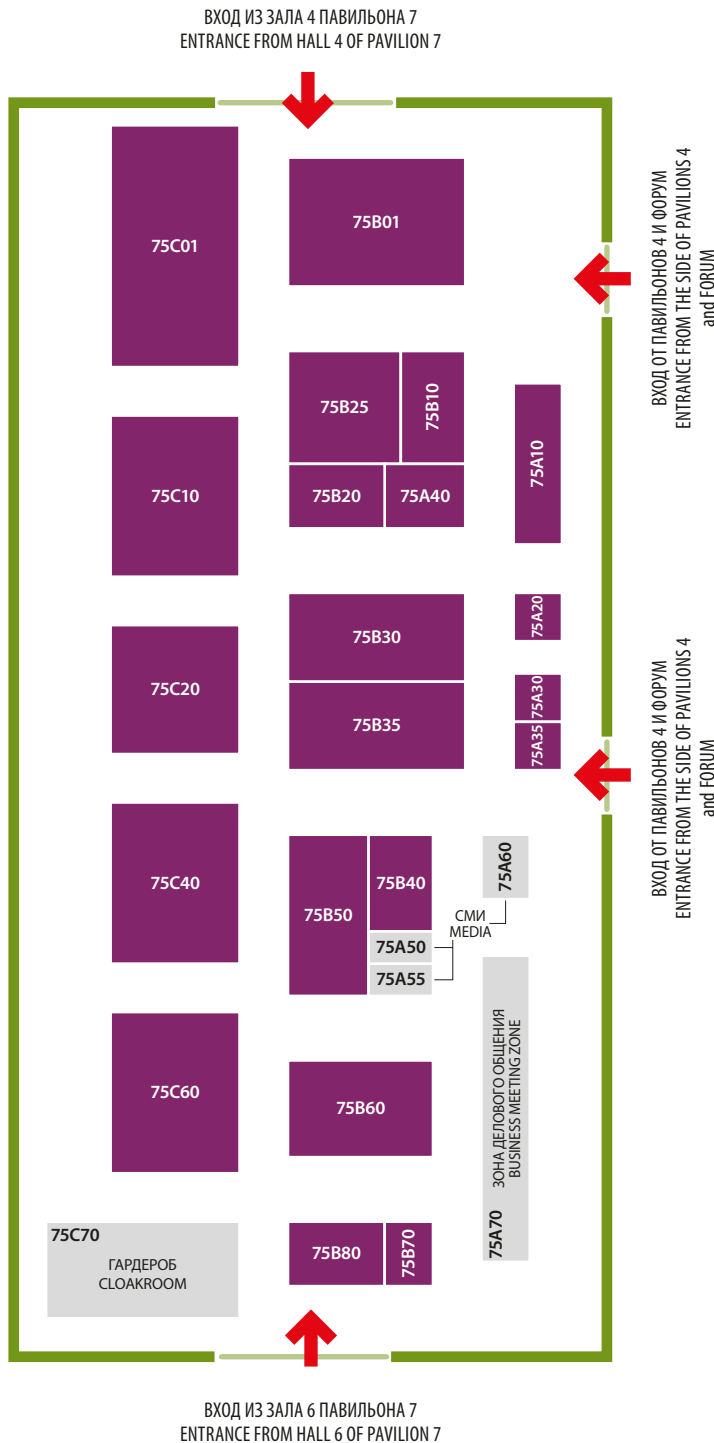 ВХОД ИЗ ЗАЛА 4 ПАВИЛЬОНА 7
ENTRANCE FROM HALL 4 OF PAVILION 7
75C01
75B01
ВХОД ОТ ПАВИЛЬОНОВ 4 И ФОРУМ
ENTRANCE FROM THE SIDE OF PAVILIONS 4
and FORUM
75B25
75B10
75A10
75C10
75B20
75A40
75A20
75B30
75C20
75A30
75B35
75A35
ВХОД ОТ ПАВИЛЬОНОВ 4 И ФОРУМ
ENTRANCE FROM THE SIDE OF PAVILIONS 4
and FORUM
75C40
75B50
75B40
75A60
СМИ
MEDIA
75A50
75A55
75C60
75B60
75A70
ЗОНА ДЕЛОВОГО ОБЩЕНИЯ
BUSINESS MEETING ZONE
75C70
ГАРДЕРОБ
CLOAKROOM
75B80
75B70
ВХОД ИЗ ЗАЛА 6 ПАВИЛЬОНА 7
ENTRANCE FROM HALL 6 OF PAVILION 7